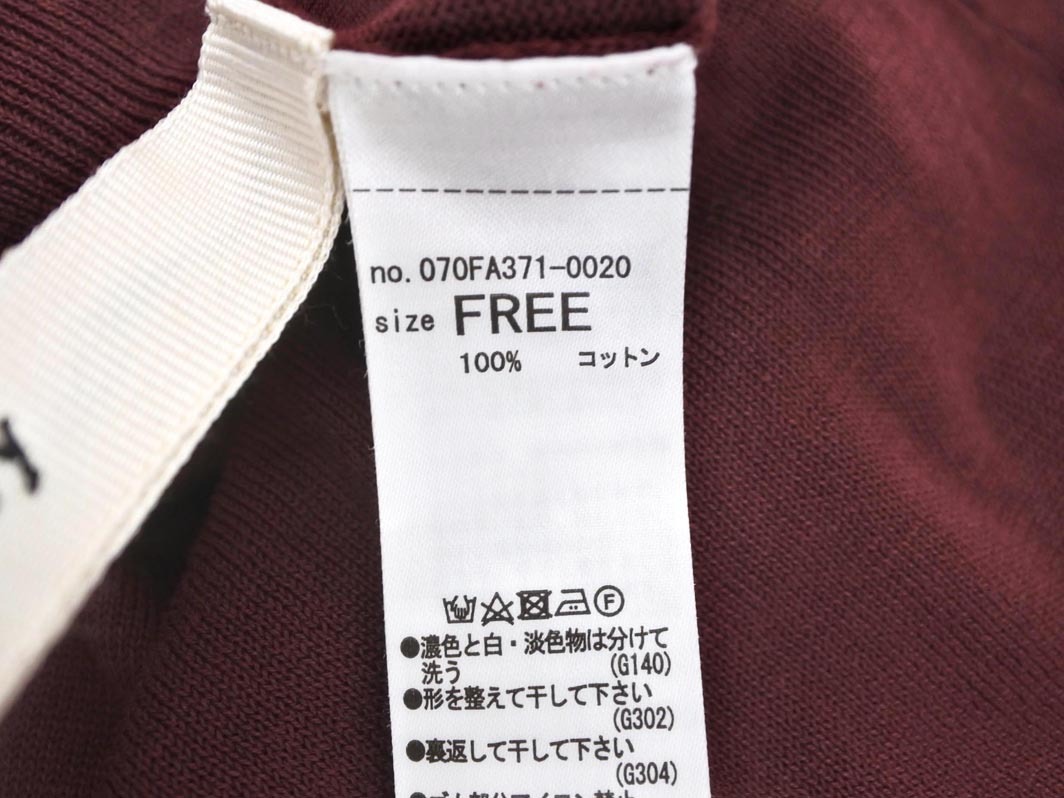 no. 070FA371-0020
size FREE
100% コットン
F
●濃色と白・淡色物は分けて
洗う (G140)
●形を整えて干して下さい
(G302)
●裏返して干して下さい
(G304)